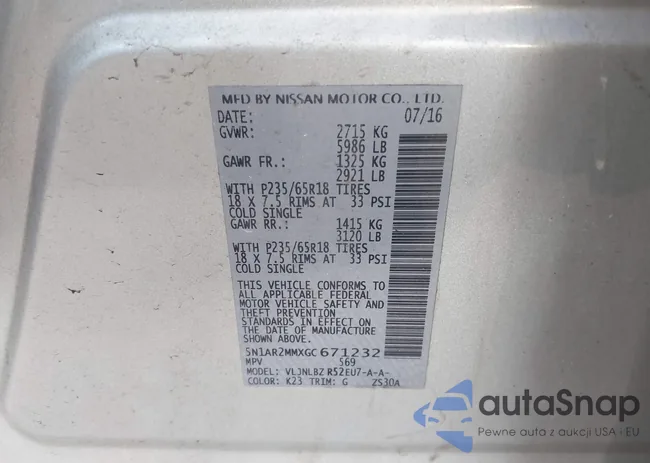 MFD BY NISSAN MOTOR CO., LTD.
DATE: 07/16
GVWR: 2715 KG
5986 LB
GAWR FR.: 1325 KG
2921 LB
WITH P235/65R18 TIRES
18 X 7.5 RIMS AT 33 PSI
COLD SINGLE
GAWR RR.: 1415 KG
3120 LB
WITH P235/65R18 TIRES
18 X 7.5 RIMS AT 33 PSI
COLD SINGLE
THIS VEHICLE CONFORMS TO
ALL APPLICABLE FEDERAL
MOTOR VEHICLE SAFETY AND
THEFT PREVENTION
STANDARDS IN EFFECT ON
THE DATE OF MANUFACTURE
SHOWN ABOVE.
5N1AR2MMXGC671232
MPV 569
MODEL: VLJNLBZ R52EU7-A-A-
COLOR: K23 TRIM: G ZS30A
autoSnap
Pewne auta z aukcji USA - EU